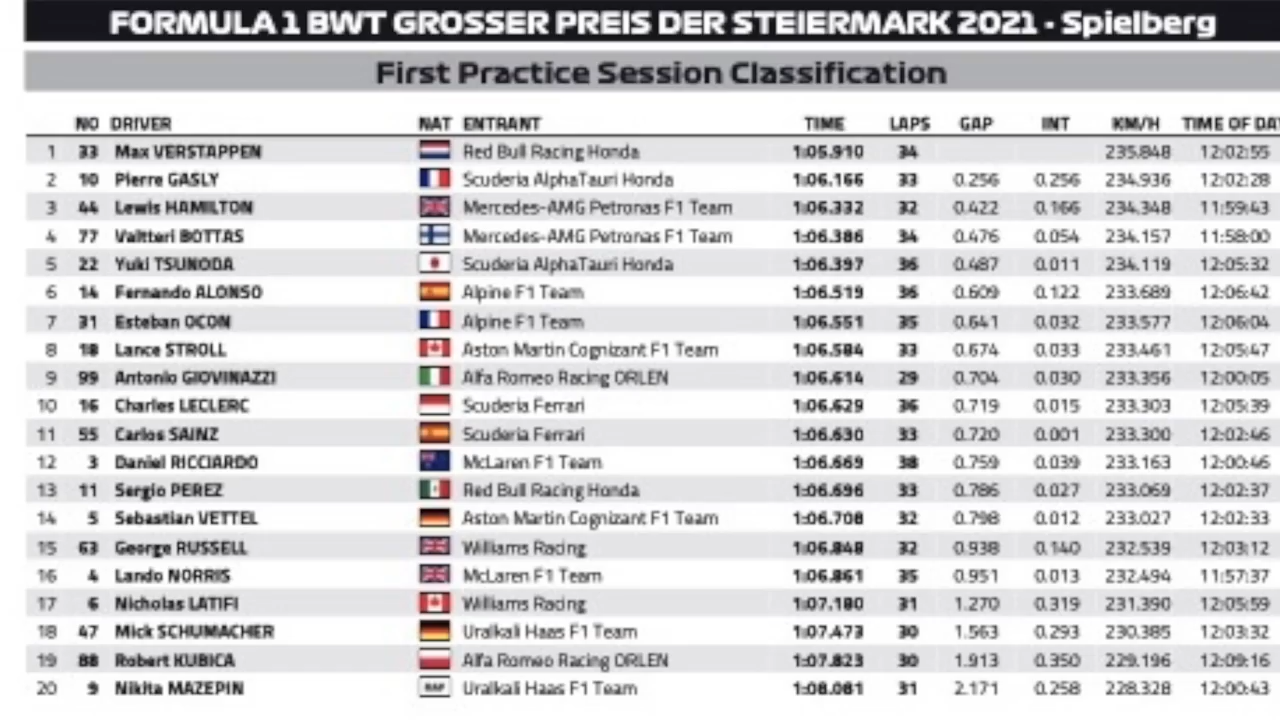 FORMULA 1 BWT GROSSER PREIS DER STEIERMARK 2021 - Spielberg
First Practice Session Classification
NO DRIVER NAT ENTRANT TIME LAPS GAP INT KM/H TIME OF DAY
1 33 Max VERSTAPPEN Red Bull Racing Honda 1:05.910 34 235.848 12:02:55
2 10 Pierre GASLY Scuderia AlphaTauri Honda 1:06.166 33 0.256 0.256 234.936 12:02:28
3 44 Lewis HAMILTON Mercedes-AMG Petronas F1 Team 1:06.332 32 0.422 0.166 234.348 11:59:43
4 77 Valtteri BOTTAS Mercedes-AMG Petronas F1 Team 1:06.386 34 0.476 0.054 234.157 11:58:00
5 22 Yuki TSUNODA Scuderia AlphaTauri Honda 1:06.397 36 0.487 0.011 234.119 12:05:32
6 14 Fernando ALONSO Alpine F1 Team 1:06.519 36 0.609 0.122 233.689 12:06:42
7 31 Esteban OCON Alpine F1 Team 1:06.551 35 0.641 0.032 233.577 12:06:04
8 18 Lance STROLL Aston Martin Cognizant F1 Team 1:06.584 33 0.674 0.033 233.461 12:05:47
9 99 Antonio GIOVINAZZI Alfa Romeo Racing ORLEN 1:06.614 29 0.704 0.030 233.356 12:00:05
10 16 Charles LECLERC Scuderia Ferrari 1:06.629 36 0.719 0.015 233.303 12:05:39
11 55 Carlos SAINZ Scuderia Ferrari 1:06.630 33 0.720 0.001 233.300 12:02:46
12 3 Daniel RICCIARDO McLaren F1 Team 1:06.669 38 0.759 0.039 233.163 12:00:46
13 11 Sergio PEREZ Red Bull Racing Honda 1:06.696 33 0.786 0.027 233.069 12:02:37
14 5 Sebastian VETTEL Aston Martin Cognizant F1 Team 1:06.708 32 0.798 0.012 233.027 12:02:33
15 63 George RUSSELL Williams Racing 1:06.848 32 0.938 0.140 232.539 12:03:12
16 4 Lando NORRIS McLaren F1 Team 1:06.861 35 0.951 0.013 232.494 11:57:37
17 6 Nicholas LATIFI Williams Racing 1:07.180 31 1.270 0.319 231.390 12:05:59
18 47 Mick SCHUMACHER Uralkali Haas F1 Team 1:07.473 30 1.563 0.293 230.385 12:03:32
19 88 Robert KUBICA Alfa Romeo Racing ORLEN 1:07.823 30 1.913 0.350 229.196 12:09:16
20 9 Nikita MAZEPIN RAF Uralkali Haas F1 Team 1:08.081 31 2.171 0.258 228.328 12:00:43